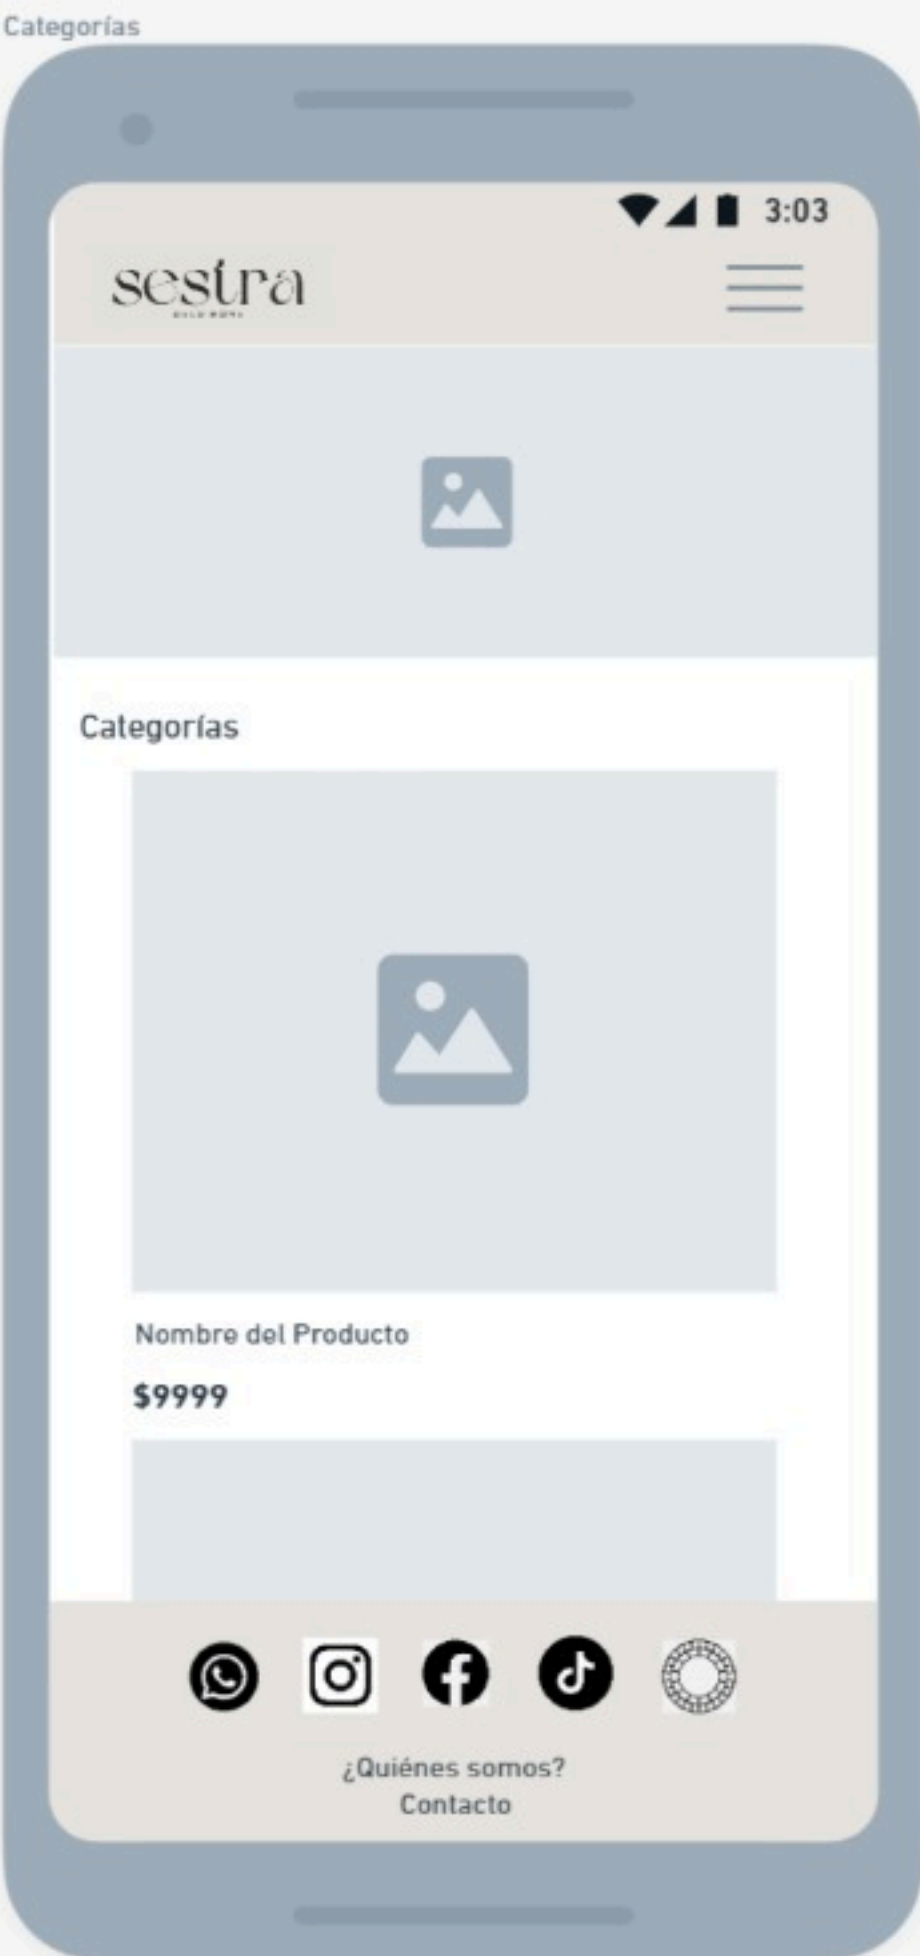 Categorías
3:03
sestra
Categorías
Nombre del Producto
$9999
¿Quiénes somos?
Contacto